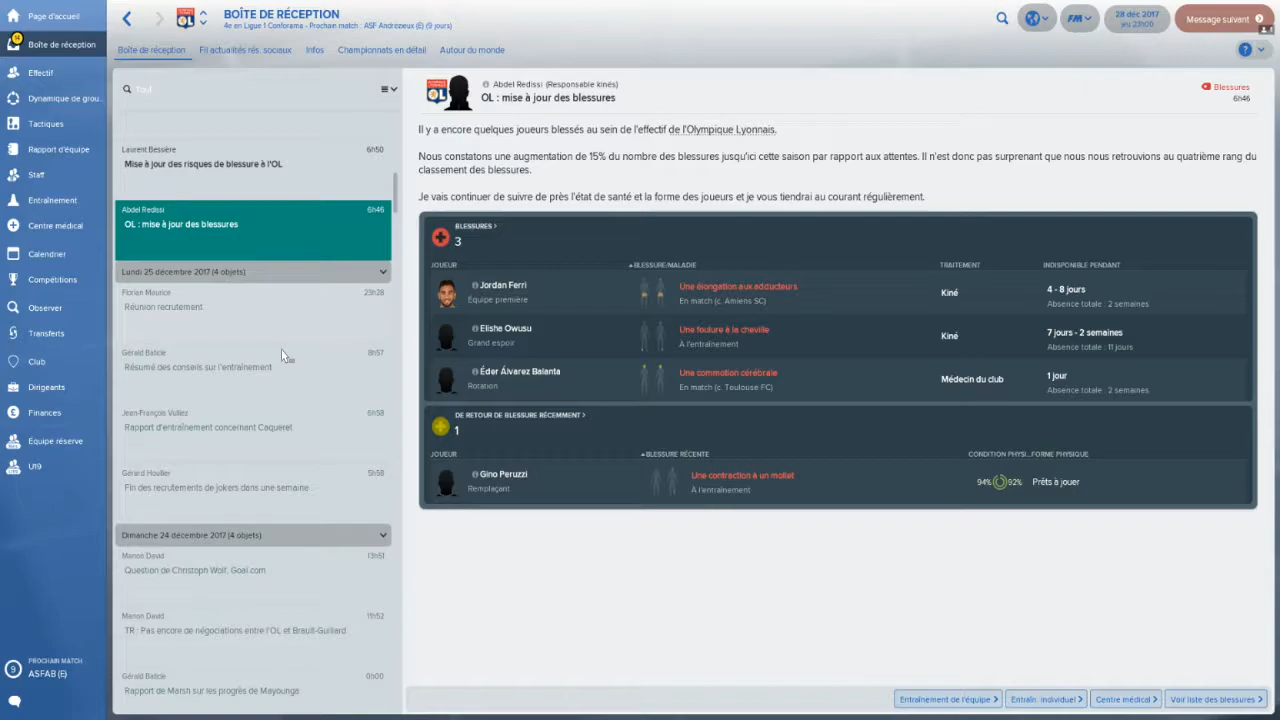 Page d'accueil
14
Boîte de réception
Effectif
Dynamique de grou...
Tactiques
Rapport d'équipe
Staff
Entraînement
Centre médical
Calendrier
Compétitions
Observer
Transferts
Club
Dirigeants
Finances
Équipe réserve
U19
9
PROCHAIN MATCH
ASFAB (E)
BOÎTE DE RÉCEPTION
4e en Ligue 1 Conforama - Prochain match : ASF Andrézieux (E) (9 jours)
FM
28 déc 2017
jeu 23h00
Message suivant
Boîte de réception
Fil actualités rés. sociaux
Infos
Championnats en détail
Autour du monde
?
Tout
Laurent Bessière 6h50
Mise à jour des risques de blessure à l'OL
Abdel Redissi 6h46
OL : mise à jour des blessures
Lundi 25 décembre 2017 (4 objets)
Florian Maurice 23h28
Réunion recrutement
Gérald Baticle 8h57
Résumé des conseils sur l'entraînement
Jean-François Vulliez 6h58
Rapport d'entraînement concernant Caqueret
Gérard Houllier 5h58
Fin des recrutements de jokers dans une semaine...
Dimanche 24 décembre 2017 (4 objets)
Manon David 13h51
Question de Christoph Wolf, Goal.com
Manon David 11h52
TR : Pas encore de négociations entre l'OL et Brault-Guillard
Gérald Baticle 0h00
Rapport de Marsh sur les progrès de Mayounga
Abdel Redissi (Responsable kinés)
OL : mise à jour des blessures
Blessures
6h46
Il y a encore quelques joueurs blessés au sein de l'effectif de l'Olympique Lyonnais.
Nous constatons une augmentation de 15% du nombre des blessures jusqu'ici cette saison par rapport aux attentes. Il n'est donc pas surprenant que nous nous retrouvions au quatrième rang du
classement des blessures.
Je vais continuer de suivre de près l'état de santé et la forme des joueurs et je vous tiendrai au courant régulièrement.
BLESSURES
3
JOUEUR BLESSURE/MALADIE TRAITEMENT INDISPONIBLE PENDANT
Jordan Ferri Une élongation aux adducteurs Kiné 4 - 8 jours
Équipe première En match (c. Amiens SC) Absence totale : 2 semaines
Elisha Owusu Une foulure à la cheville Kiné 7 jours - 2 semaines
Grand espoir À l'entraînement Absence totale : 11 jours
Éder Álvarez Balanta Une commotion cérébrale Médecin du club 1 jour
Rotation En match (c. Toulouse FC) Absence totale : 2 semaines
DE RETOUR DE BLESSURE RÉCEMMENT
1
JOUEUR BLESSURE RÉCENTE CONDITION PHYSI... FORME PHYSIQUE
Gino Peruzzi Une contraction à un mollet 94% 92% Prêts à jouer
Remplaçant À l'entraînement
Entraînement de l'équipe
Entraîn. individuel
Centre médical
Voir liste des blessures